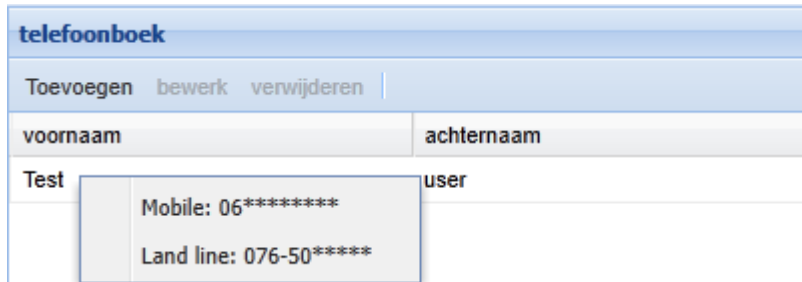 telefoonboek
Toevoegen bewerk verwijderen
voornaam achternaam
Test user
Mobile: 06********
Land line: 076-50*****